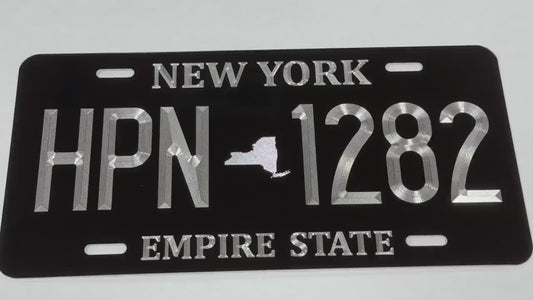 NEW YORK
HPN 1282
EMPIRE STATE